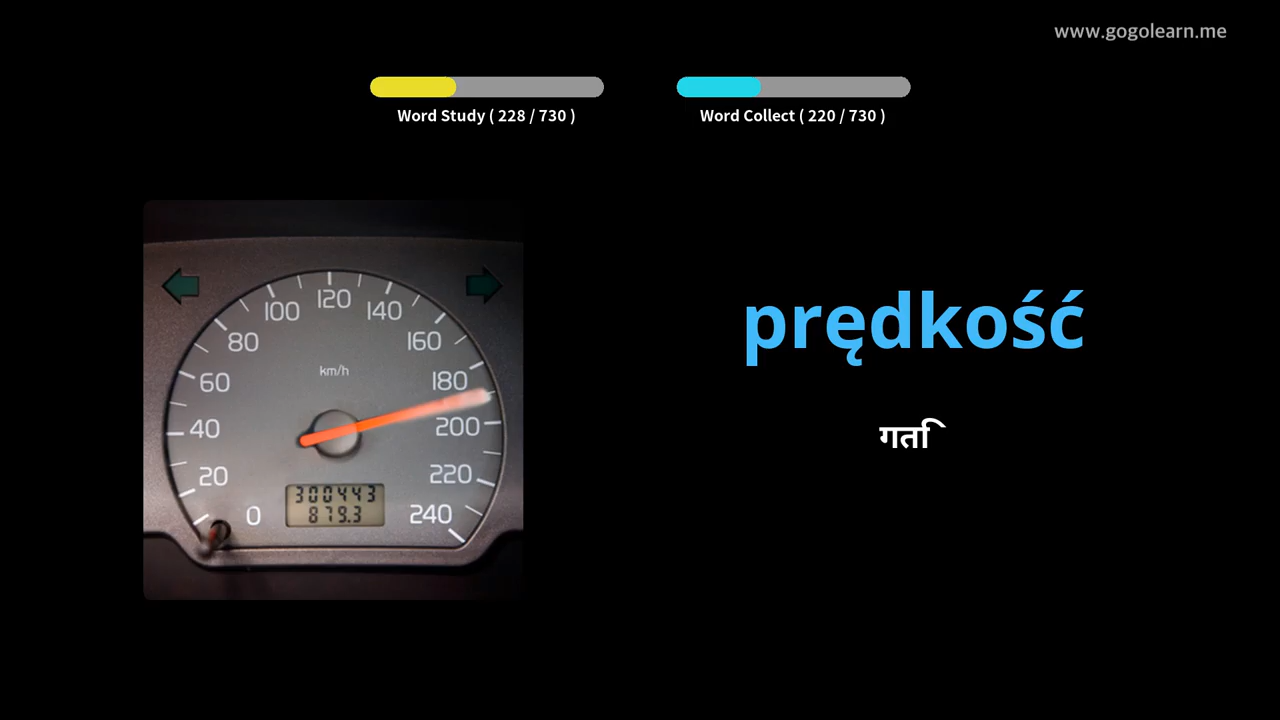 www.gogolearn.me
Word Study ( 228 / 730 )
Word Collect ( 220 / 730 )
prędkość
गति
120
100
140
80
160
km/h
60
180
40
200
20
220
300443
0
879.3
240